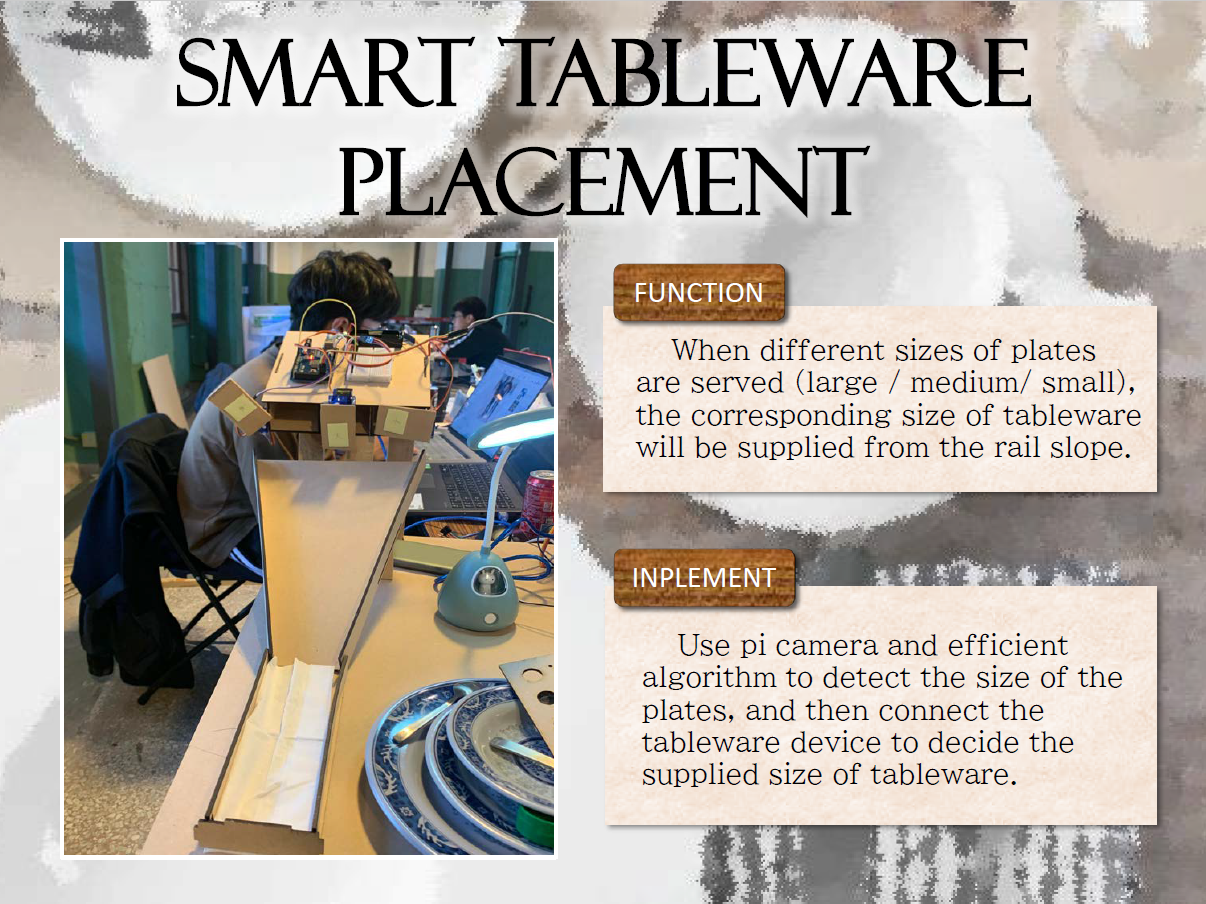 SMART TABLEWARE
PLACEMENT
FUNCTION
When different sizes of plates
are served (large / medium/ small),
the corresponding size of tableware
will be supplied from the rail slope.
INPLEMENT
Use pi camera and efficient
algorithm to detect the size of the
plates, and then connect the
tableware device to decide the
supplied size of tableware.